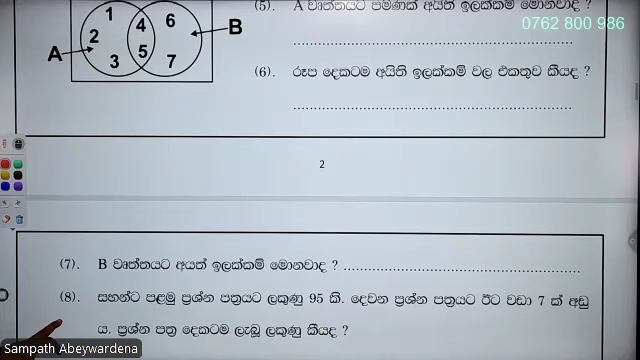 (5). A වෘත්තයට පමණක් අයිති ඉලක්කම් මොනවාද ?
0762 800 986
1
2
3
4
5
6
7
A
B
(6). රූප දෙකටම අයිති ඉලක්කම් වල එකතුව කීයද ?
2
(7). B වෘත්තයට අයත් ඉලක්කම් මොනවාද ?
(8). සහන්ට පළමු ප්‍රශ්න පත්‍රයට ලකුණු 95 කි. දෙවන ප්‍රශ්න පත්‍රයට ඊට වඩා 7 ක් අඩු
ය. ප්‍රශ්න පත්‍ර දෙකටම ලැබූ ලකුණු කීයද ?
Sampath Abeywardena